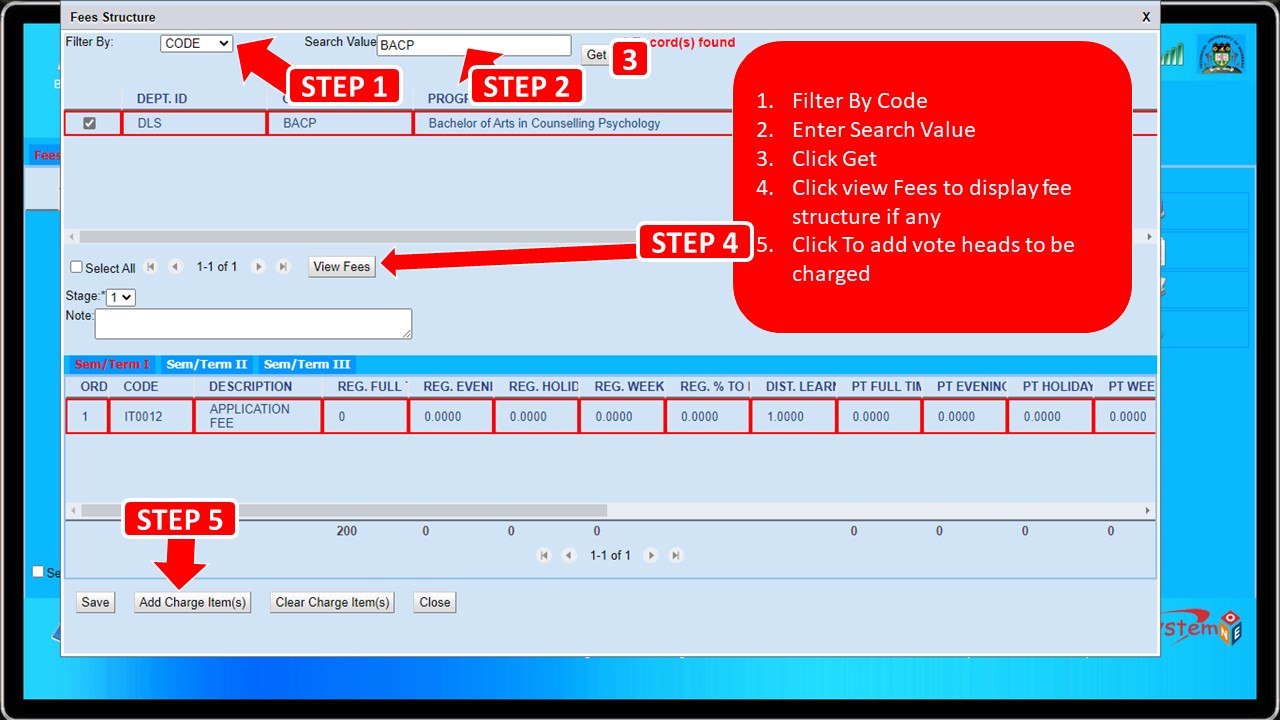 Fees Structure
X
Filter By:
CODE
Search Value
BACP
Get
3
cord(s) found
STEP 1
STEP 2
DEPT. ID
PROGR
DLS
BACP
Bachelor of Arts in Counselling Psychology
1. Filter By Code
2. Enter Search Value
3. Click Get
4. Click view Fees to display fee
structure if any
5. Click To add vote heads to be
charged
Fees
STEP 4
Select All
1-1 of 1
View Fees
Stage:*
1
Note:
Sem/Term I Sem/Term II Sem/Term III
ORD CODE DESCRIPTION REG. FULL REG. EVENI REG. HOLID REG. WEEK REG. % TO DIST. LEARN PT FULL TIM PT EVENING PT HOLIDAY PT WEE
1 IT0012 APPLICATION
FEE
0 0.0000 0.0000 0.0000 0.0000 1.0000 0.0000 0.0000 0.0000 0.0000
STEP 5
200 0 0 0 0 0 0 0
1-1 of 1
Se
Save Add Charge Item(s) Clear Charge Item(s) Close
ystem
NE